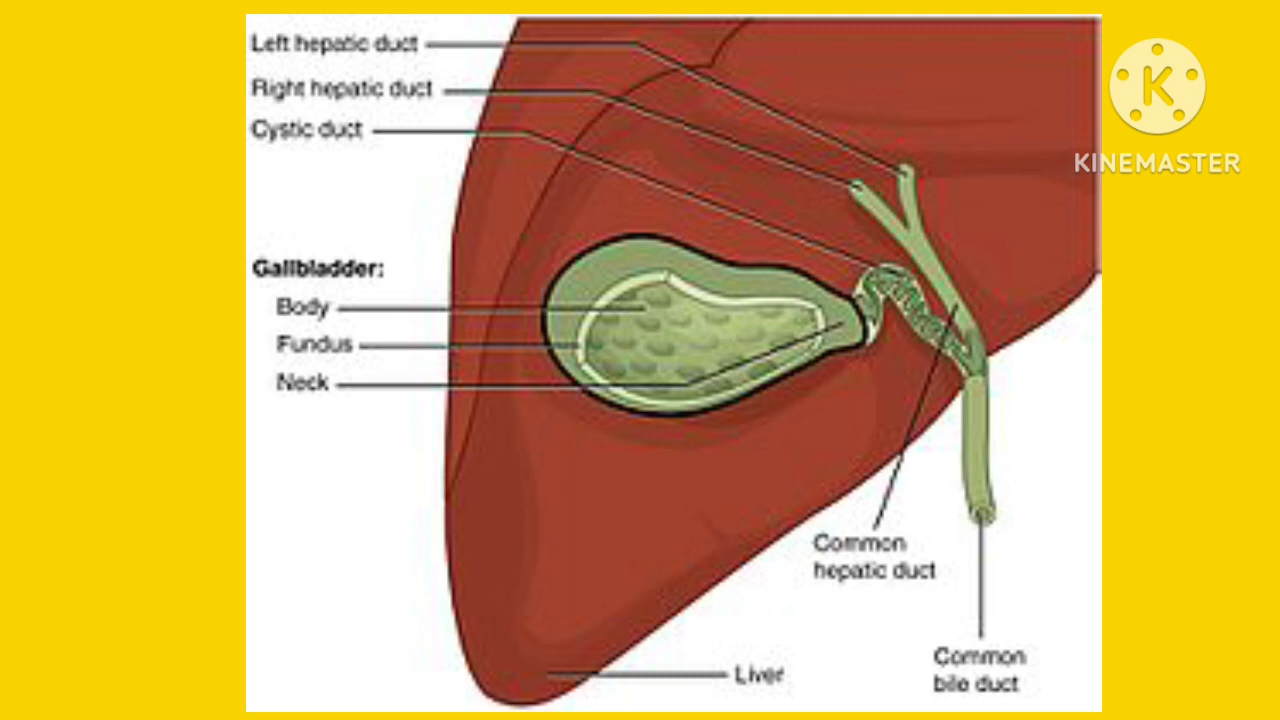 Left hepatic duct
Right hepatic duct
Cystic duct
Gallbladder:
Body
Fundus
Neck
Common
hepatic duct
Common
bile duct
Liver
K
KINEMASTER